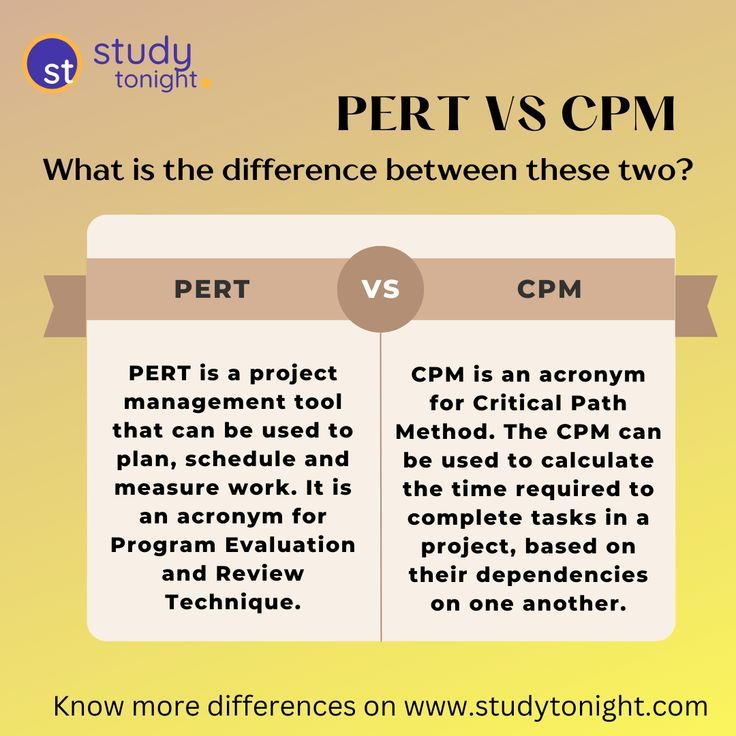 st
study
tonight.
PERT VS CPM
What is the difference between these two?
PERT
VS
CPM
PERT is a project
management tool
that can be used to
plan, schedule and
measure work. It is
an acronym for
Program Evaluation
and Review
Technique.
CPM is an acronym
for Critical Path
Method. The CPM can
be used to calculate
the time required to
complete tasks in a
project, based on
their dependencies
on one another.
Know more differences on www.studytonight.com